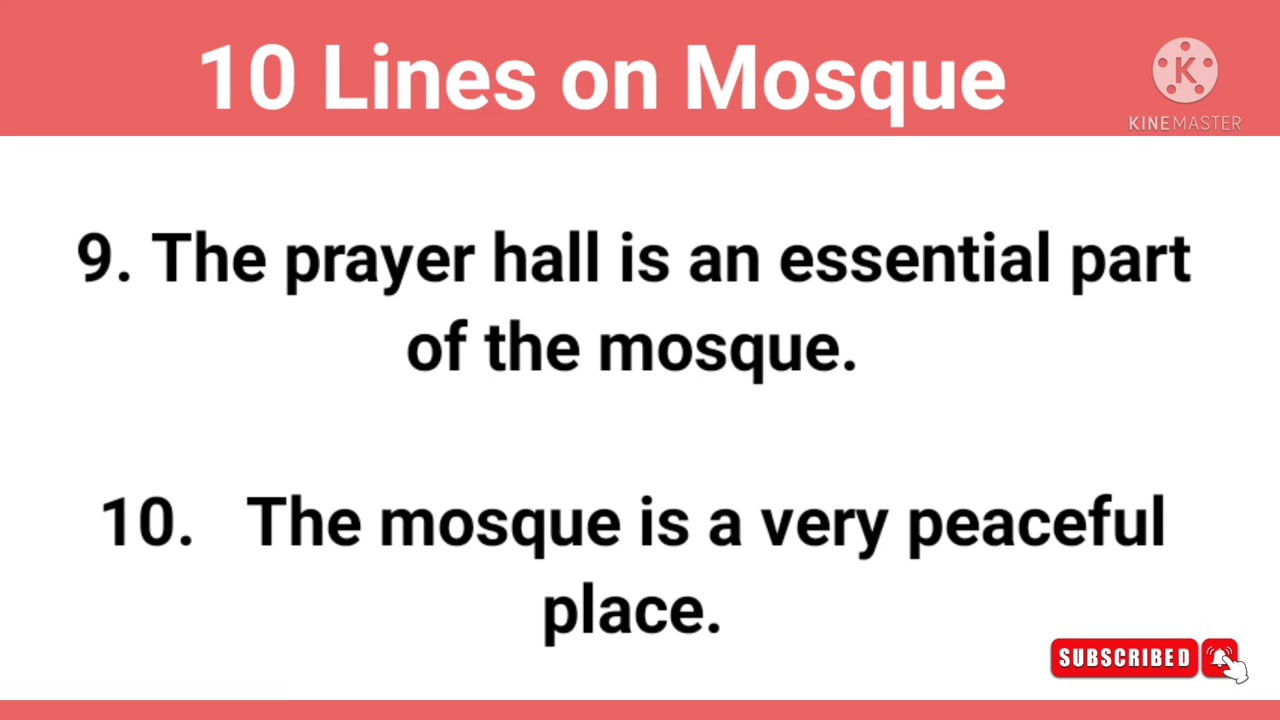 10 Lines on Mosque
K
KINEMASTER
9. The prayer hall is an essential part
of the mosque.
10. The mosque is a very peaceful
place.
SUBSCRIBED